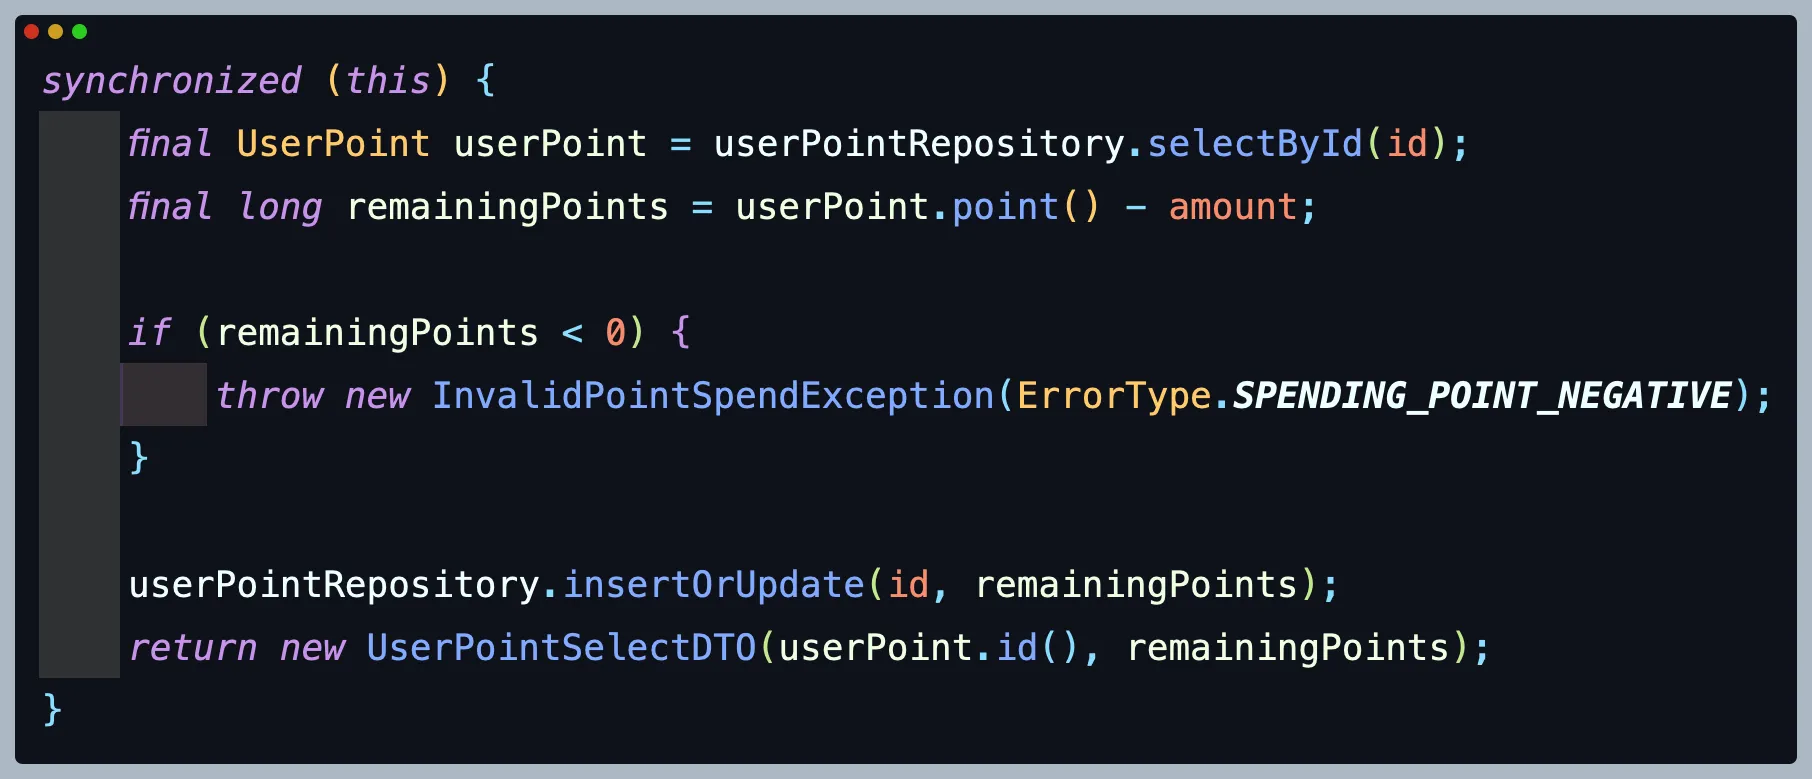 synchronized (this) {
final UserPoint userPoint = userPointRepository.selectById(id);
final long remainingPoints = userPoint.point() - amount;
if (remainingPoints < 0) {
throw new InvalidPointSpendException(ErrorType.SPENDING_POINT_NEGATIVE);
}
userPointRepository.insertOrUpdate(id, remainingPoints);
return new UserPointSelectDTO(userPoint.id(), remainingPoints);
}